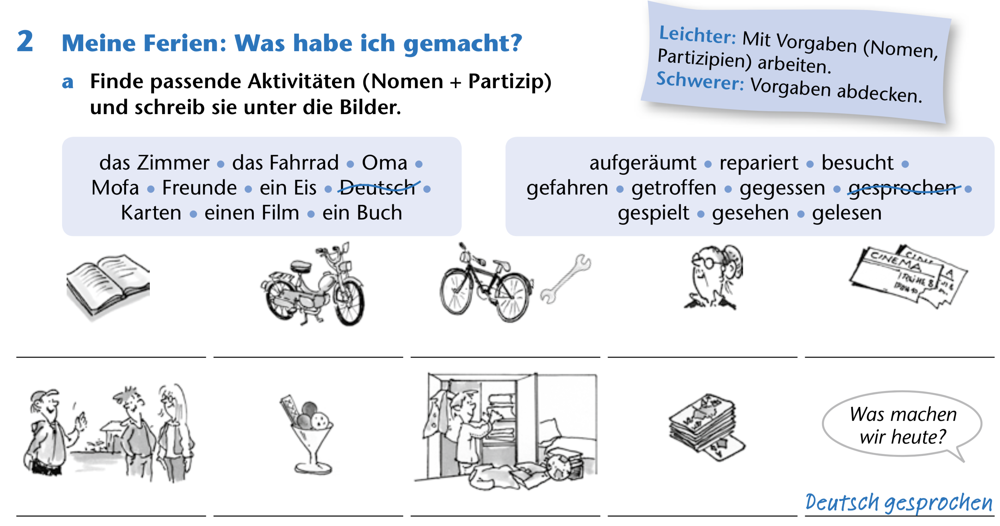 2 Meine Ferien: Was habe ich gemacht?
a Finde passende Aktivitäten (Nomen + Partizip)
und schreib sie unter die Bilder.
Leichter: Mit Vorgaben (Nomen,
Partizipien) arbeiten.
Schwerer: Vorgaben abdecken.
das Zimmer • das Fahrrad • Oma •
Mofa • Freunde • ein Eis • Deutsch •
Karten • einen Film • ein Buch
aufgeräumt • repariert • besucht •
gefahren • getroffen • gegessen • gesprochen •
gespielt • gesehen • gelesen
CINEMA
Was machen
wir heute?
Deutsch gesprochen